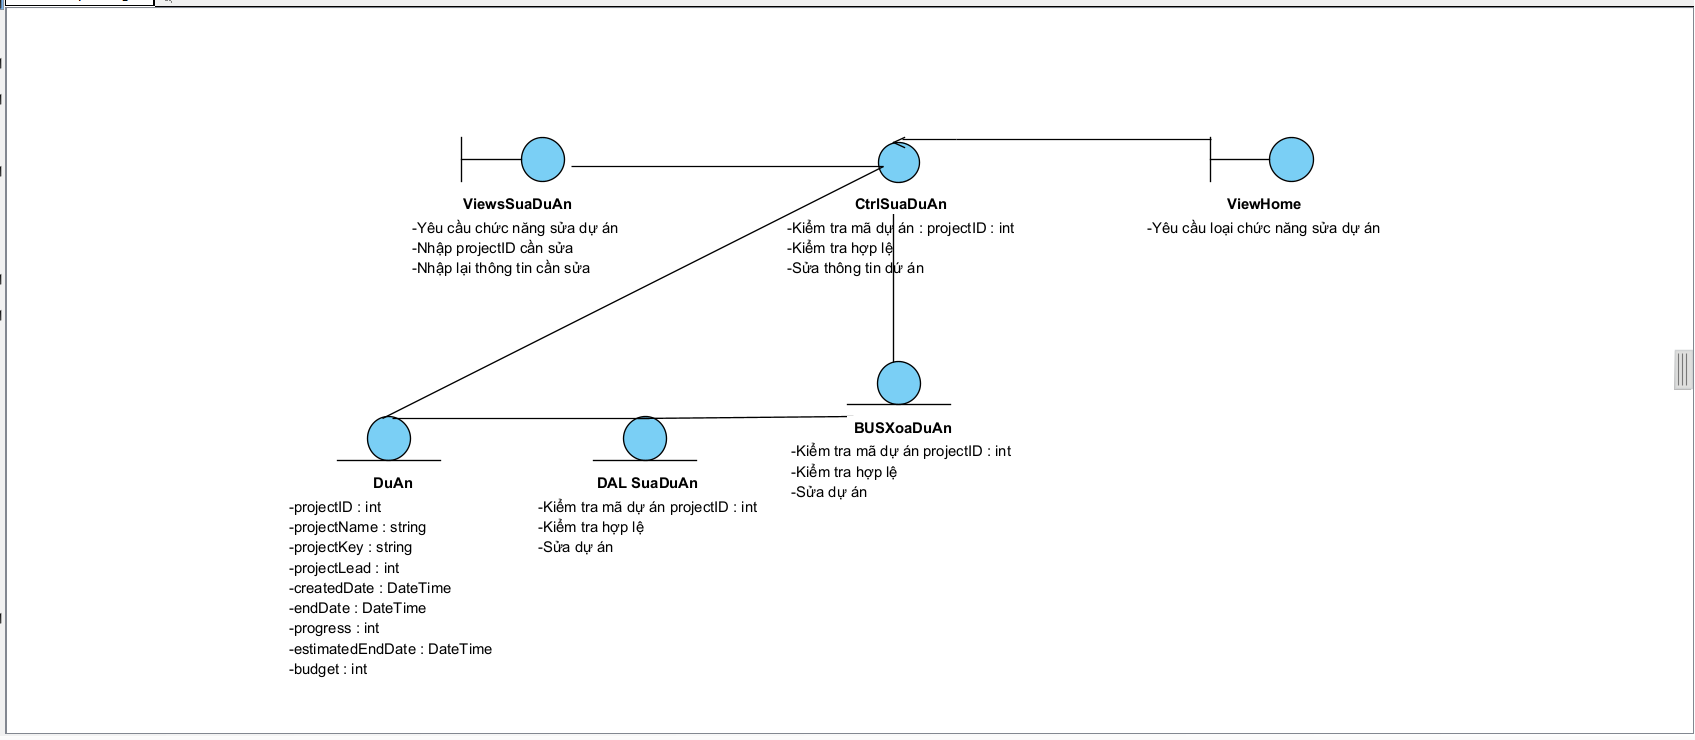 ViewsSuaDuAn
-Yêu cầu chức năng sửa dự án
-Nhập projectID cần sửa
-Nhập lại thông tin cần sửa
CtrlSuaDuAn
-Kiểm tra mã dự án : projectID : int
-Kiểm tra hợp lệ
-Sửa thông tin dứ án
ViewHome
-Yêu cầu loại chức năng sửa dự án
DuAn
-projectID : int
-projectName : string
-projectKey : string
-projectLead : int
-createdDate : DateTime
-endDate : DateTime
-progress : int
-estimatedEndDate : DateTime
-budget : int
DAL SuaDuAn
-Kiểm tra mã dự án projectID : int
-Kiểm tra hợp lệ
-Sửa dự án
BUSXoaDuAn
-Kiểm tra mã dự án projectID : int
-Kiểm tra hợp lệ
-Sửa dự án